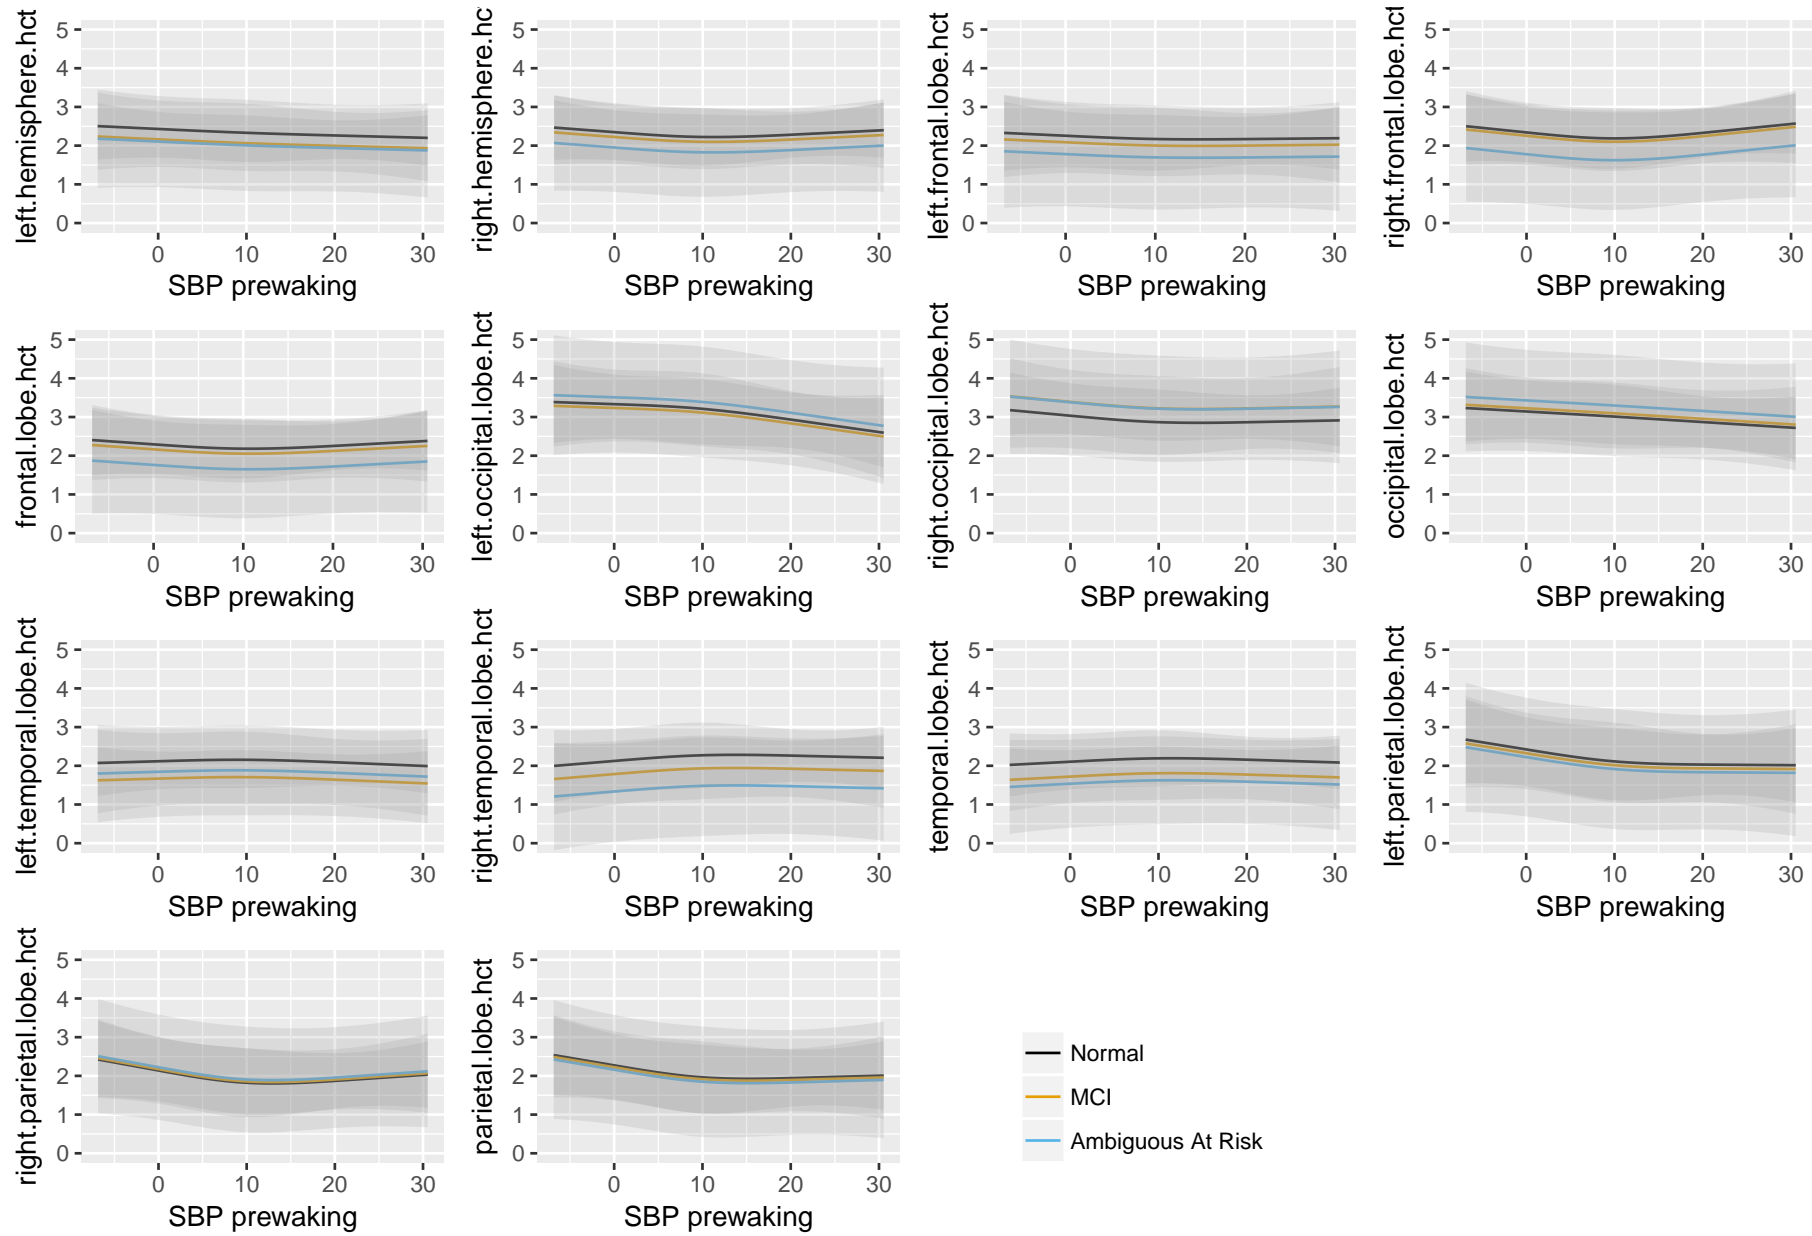 left.hemisphere.hct
5
4
3
2
1
0
0 10 20 30
SBP prewaking
right.hemisphere.hc
5
4
3
2
1
0
0 10 20 30
SBP prewaking
left.frontal.lobe.hct
5
4
3
2
1
0
0 10 20 30
SBP prewaking
right.frontal.lobe.hct
5
4
3
2
1
0
0 10 20 30
SBP prewaking
frontal.lobe.hct
5
4
3
2
1
0
0 10 20 30
SBP prewaking
left.occipital.lobe.hct
5
4
3
2
1
0
0 10 20 30
SBP prewaking
right.occipital.lobe.hct
5
4
3
2
1
0
0 10 20 30
SBP prewaking
occipital.lobe.hct
5
4
3
2
1
0
0 10 20 30
SBP prewaking
left.temporal.lobe.hct
5
4
3
2
1
0
0 10 20 30
SBP prewaking
right.temporal.lobe.hct
5
4
3
2
1
0
0 10 20 30
SBP prewaking
temporal.lobe.hct
5
4
3
2
1
0
0 10 20 30
SBP prewaking
left.parietal.lobe.hct
5
4
3
2
1
0
0 10 20 30
SBP prewaking
right.parietal.lobe.hct
5
4
3
2
1
0
0 10 20 30
SBP prewaking
parietal.lobe.hct
5
4
3
2
1
0
0 10 20 30
SBP prewaking
Normal
MCI
Ambiguous At Risk